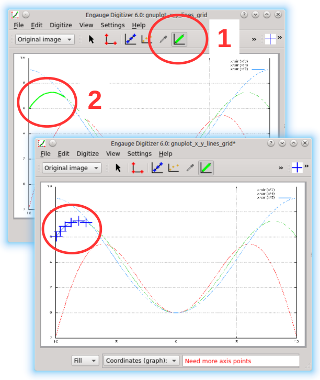 Engauge Digitizer 6.0: gnuplot_x_y_lines_grid
File Edit Digitize View Settings Help
Original image
»
1
2
Engauge Digitizer 6.0: gnuplot_x_y_lines_grid*
File Edit Digitize View Settings Help
Original image
» »
Fill Coordinates (graph): Need more axis points